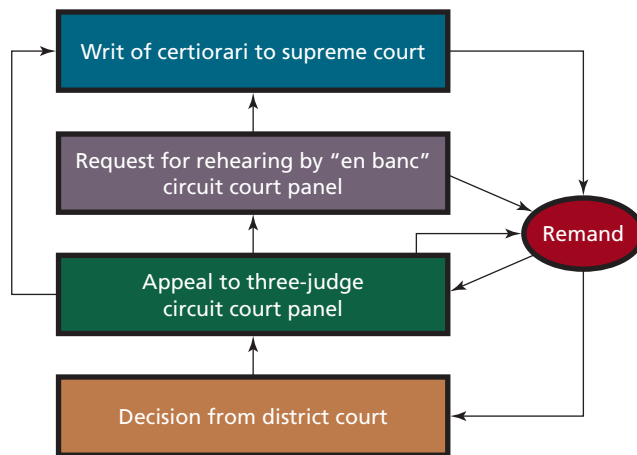 Writ of certiorari to supreme court
Request for rehearing by “en banc”
circuit court panel
Remand
Appeal to three-judge
circuit court panel
Decision from district court